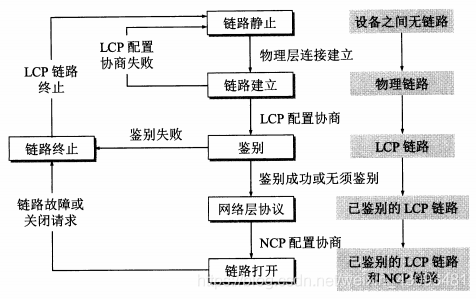 链路静止
设备之间无链路
LCP 配置
协商失败
物理层连接建立
LCP 链路
终止
链路建立
物理链路
LCP 配置协商
鉴别失败
链路终止
鉴别
LCP 链路
鉴别成功或无须鉴别
链路故障或
关闭请求
网络层协议
已鉴别的 LCP 链路
NCP 配置协商
链路打开
已鉴别的 LCP 链路
和 NCP 链路